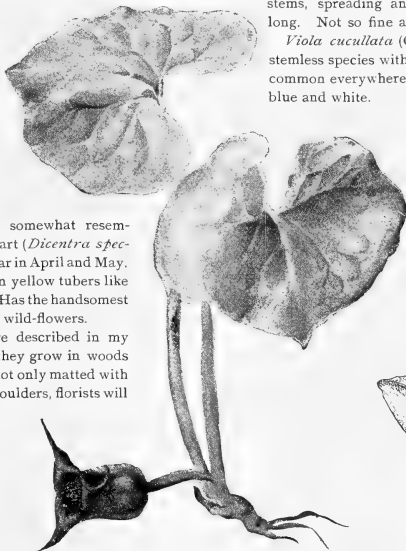 stems, spreading and
long. Not so fine a
Viola cucullata (
stemless species with
common everywhere
blue and white.
somewhat resem-
art (Dicentra spec-
ar in April and May.
n yellow tubers like
Has the handsomest
wild-flowers.
e described in my
hey grow in woods
ot only matted with
oulders, florists will